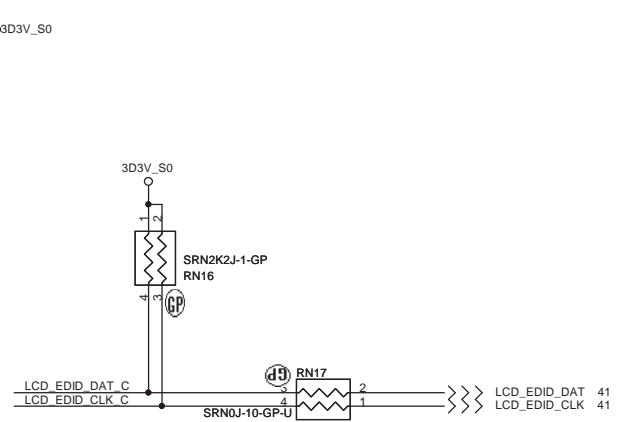 3D3V_S0
3D3V_S0
1 2
SRN2K2J-1-GP
RN16
4 3
GP
GP
RN17
LCD_EDID_DAT_C
3
2
LCD_EDID_DAT 41
LCD_EDID_CLK_C
4
1
LCD_EDID_CLK 41
SRN0J-10-GP-U